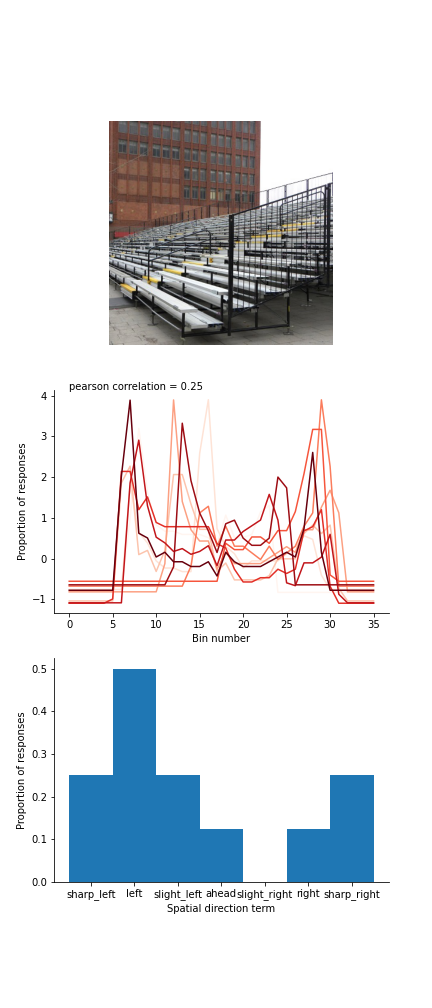 pearson correlation = 0.25
4
3
2
1
0
−1
Proportion of responses
0 5 10 15 20 25 30 35
Bin number
0.5
0.4
0.3
0.2
0.1
0.0
Proportion of responses
sharp_left left slight_left ahead slight_right right sharp_right
Spatial direction term